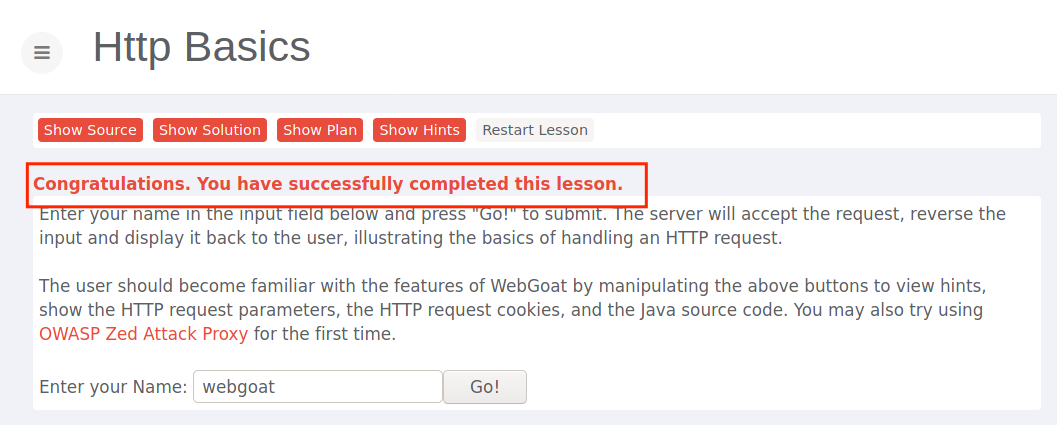 Http Basics
Show Source Show Solution Show Plan Show Hints Restart Lesson
Congratulations. You have successfully completed this lesson.
Enter your name in the input field below and press "Go!" to submit. The server will accept the request, reverse the
input and display it back to the user, illustrating the basics of handling an HTTP request.
The user should become familiar with the features of WebGoat by manipulating the above buttons to view hints,
show the HTTP request parameters, the HTTP request cookies, and the Java source code. You may also try using
OWASP Zed Attack Proxy for the first time.
Enter your Name: webgoat Go!